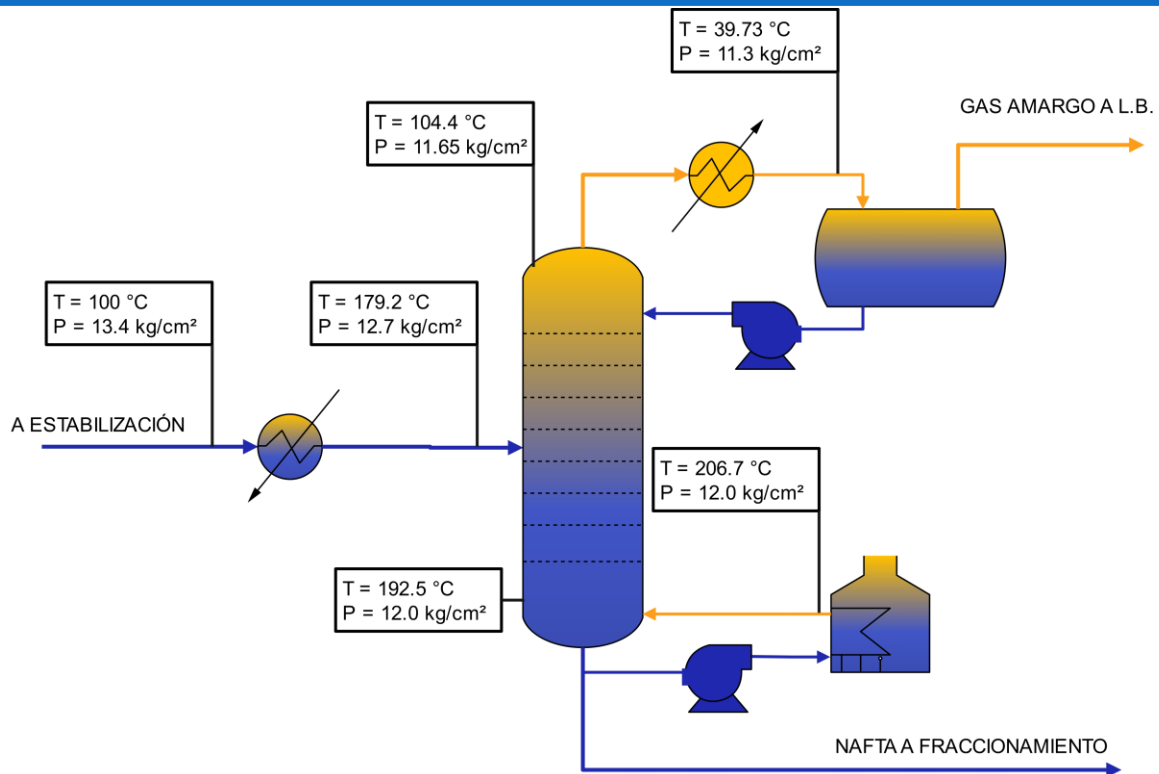 T = 39.73 °C
P = 11.3 kg/cm²
GAS AMARGO A L.B.
T = 104.4 °C
P = 11.65 kg/cm²
T = 100 °C
P = 13.4 kg/cm²
T = 179.2 °C
P = 12.7 kg/cm²
A ESTABILIZACIÓN
T = 206.7 °C
P = 12.0 kg/cm²
T = 192.5 °C
P = 12.0 kg/cm²
NAFTA A FRACCIONAMIENTO